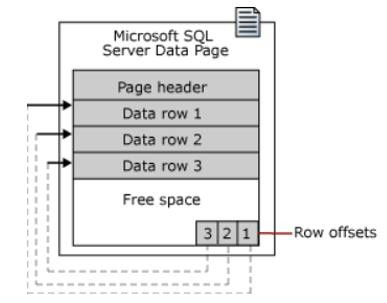 Microsoft SQL
Server Data Page
Page header
Data row 1
Data row 2
Data row 3
Free space
3 2 1
Row offsets